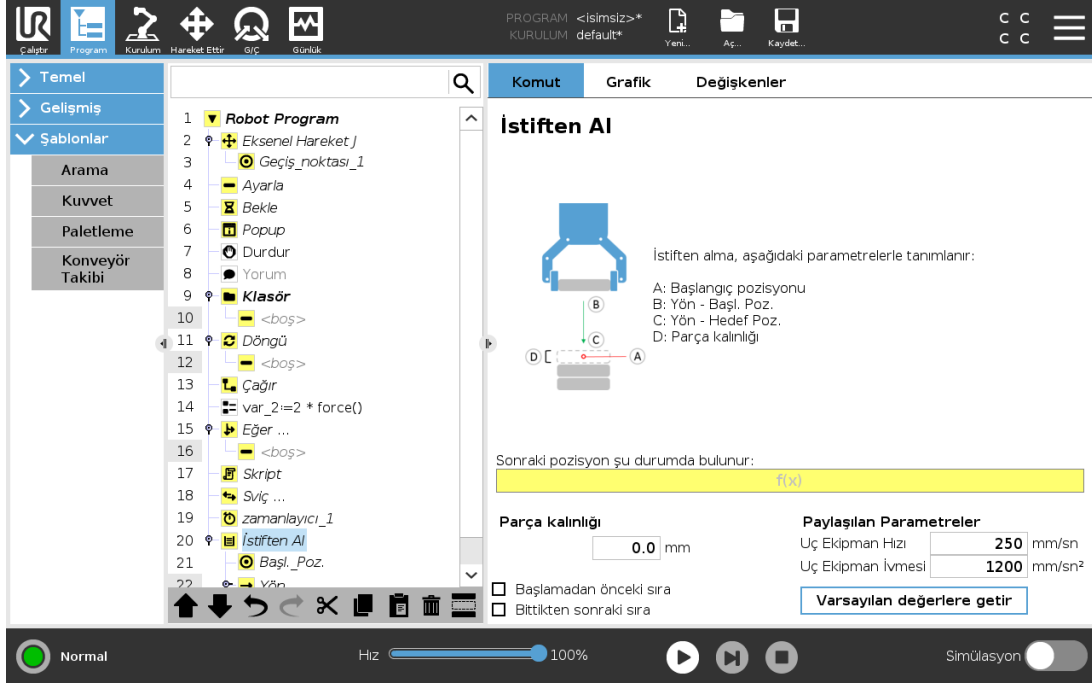 PROGRAM <isimsiz>*
KURULUM default*
Çalıştır
Program
Kurulum
Hareket Ettir
G/Ç
Günlük
Yeni...
Aç...
Kaydet...
C C
C C
Temel
Gelişmiş
Şablonlar
Arama
Kuvvet
Paletleme
Konveyör
Takibi
1 Robot Program
2 Eksenel Hareket J
3 Geçiş_noktası_1
4 Ayarla
5 Bekle
6 Popup
7 Durdur
8 Yorum
9 Klasör
10 <boş>
11 Döngü
12 <boş>
13 Çağır
14 var_2:=2 * force()
15 Eğer ...
16 <boş>
17 Skript
18 Sviç ...
19 zamanlayıcı_1
20 İstiften Al
21 Başl._Poz.
22 Yön
Komut
Grafik
Değişkenler
İstiften Al
B
C
D
A
İstiften alma, aşağıdaki parametrelerle tanımlanır:
A: Başlangıç pozisyonu
B: Yön - Başl. Poz.
C: Yön - Hedef Poz.
D: Parça kalınlığı
Sonraki pozisyon şu durumda bulunur:
f(x)
Parça kalınlığı
0.0 mm
Başlamadan önceki sıra
Bittikten sonraki sıra
Paylaşılan Parametreler
Uç Ekipman Hızı 250 mm/sn
Uç Ekipman İvmesi 1200 mm/sn²
Varsayılan değerlere getir
Normal
Hız
100%
Simülasyon